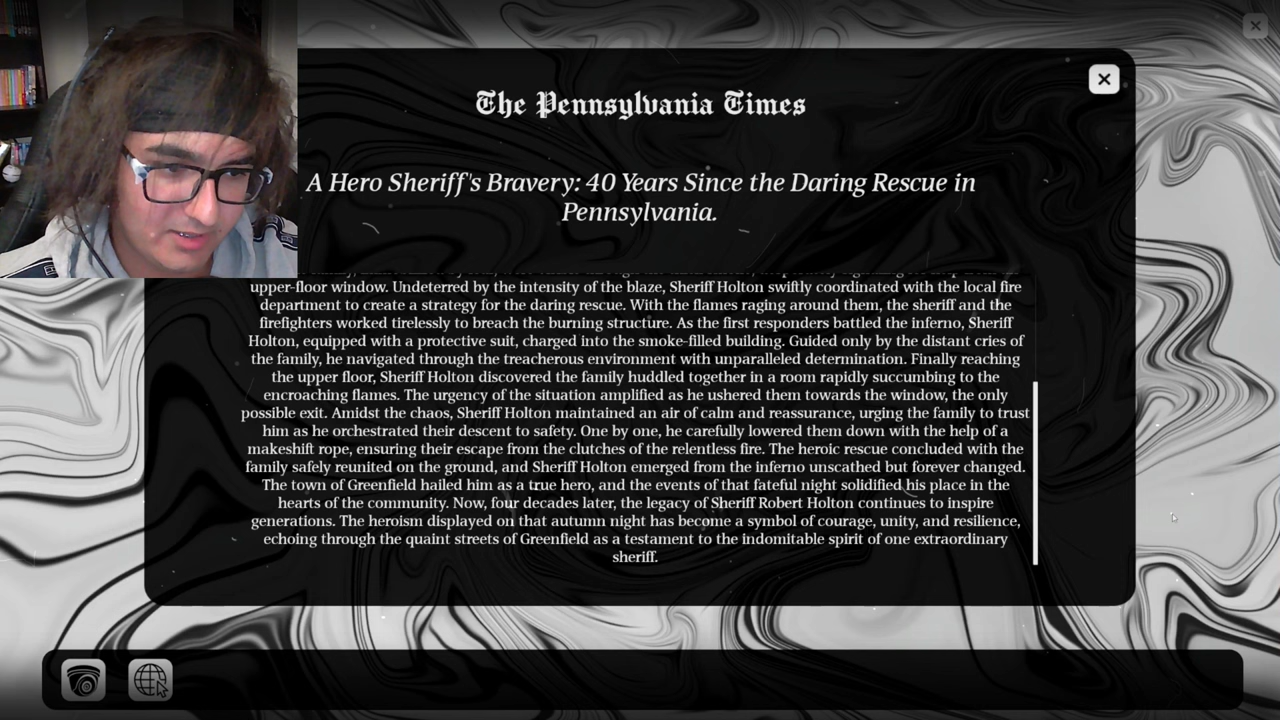 The Pennsylvania Times
A Hero Sheriff's Bravery: 40 Years Since the Daring Rescue in
Pennsylvania.
upper-floor window. Undeterred by the intensity of the blaze, Sheriff Holton swiftly coordinated with the local fire
department to create a strategy for the daring rescue. With the flames raging around them, the sheriff and the
firefighters worked tirelessly to breach the burning structure. As the first responders battled the inferno, Sheriff
Holton, equipped with a protective suit, charged into the smoke-filled building. Guided only by the distant cries of
the family, he navigated through the treacherous environment with unparalleled determination. Finally reaching
the upper floor, Sheriff Holton discovered the family huddled together in a room rapidly succumbing to the
encroaching flames. The urgency of the situation amplified as he ushered them towards the window, the only
possible exit. Amidst the chaos, Sheriff Holton maintained an air of calm and reassurance, urging the family to trust
him as he orchestrated their descent to safety. One by one, he carefully lowered them down with the help of a
makeshift rope, ensuring their escape from the clutches of the relentless fire. The heroic rescue concluded with the
family safely reunited on the ground, and Sheriff Holton emerged from the inferno unscathed but forever changed.
The town of Greenfield hailed him as a true hero, and the events of that fateful night solidified his place in the
hearts of the community. Now, four decades later, the legacy of Sheriff Robert Holton continues to inspire
generations. The heroism displayed on that autumn night has become a symbol of courage, unity, and resilience,
echoing through the quaint streets of Greenfield as a testament to the indomitable spirit of one extraordinary
sheriff.